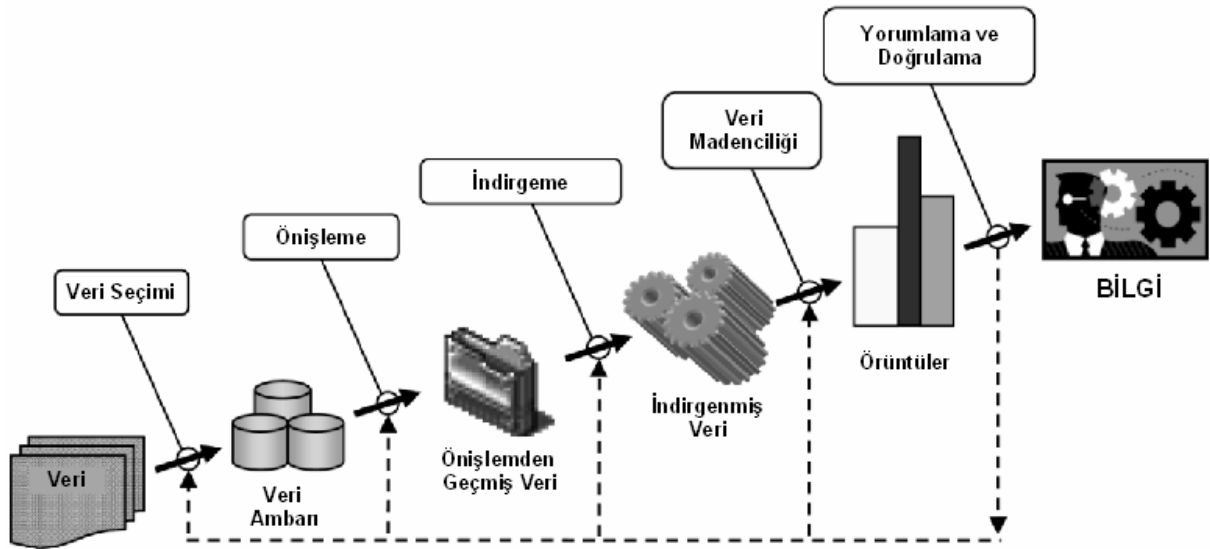 Yorumlama ve
Doğrulama
Veri
Madenciliği
İndirgeme
Önişleme
Veri Seçimi
BİLGİ
Örüntüler
İndirgenmiş
Veri
Önişlemden
Geçmiş Veri
Veri
Ambarı
Veri